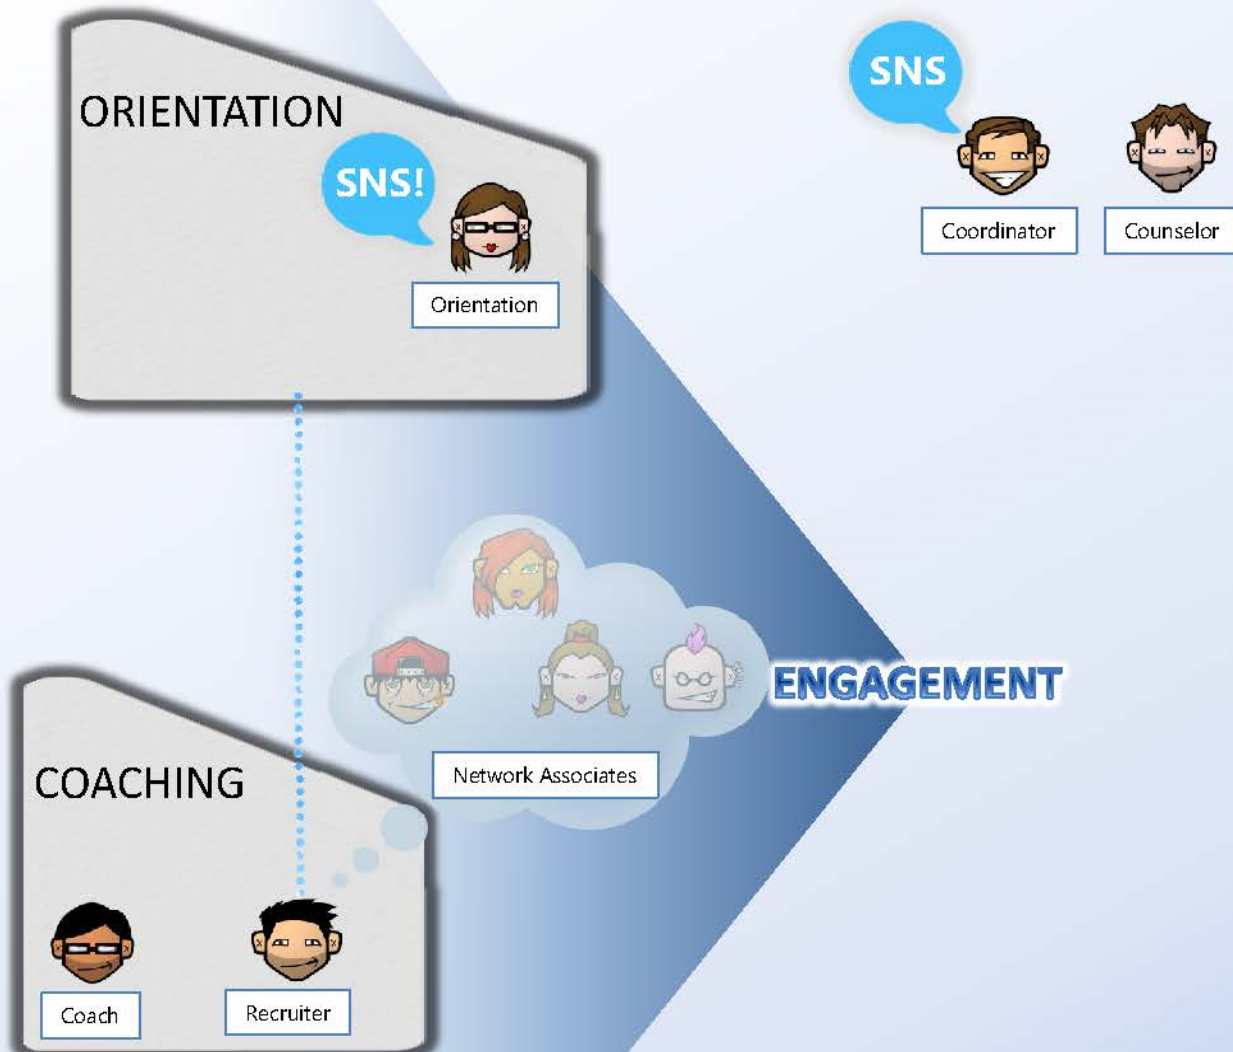 ORIENTATION
SNS!
Orientation
SNS
Coordinator
Counselor
ENGAGEMENT
Network Associates
COACHING
Coach
Recruiter